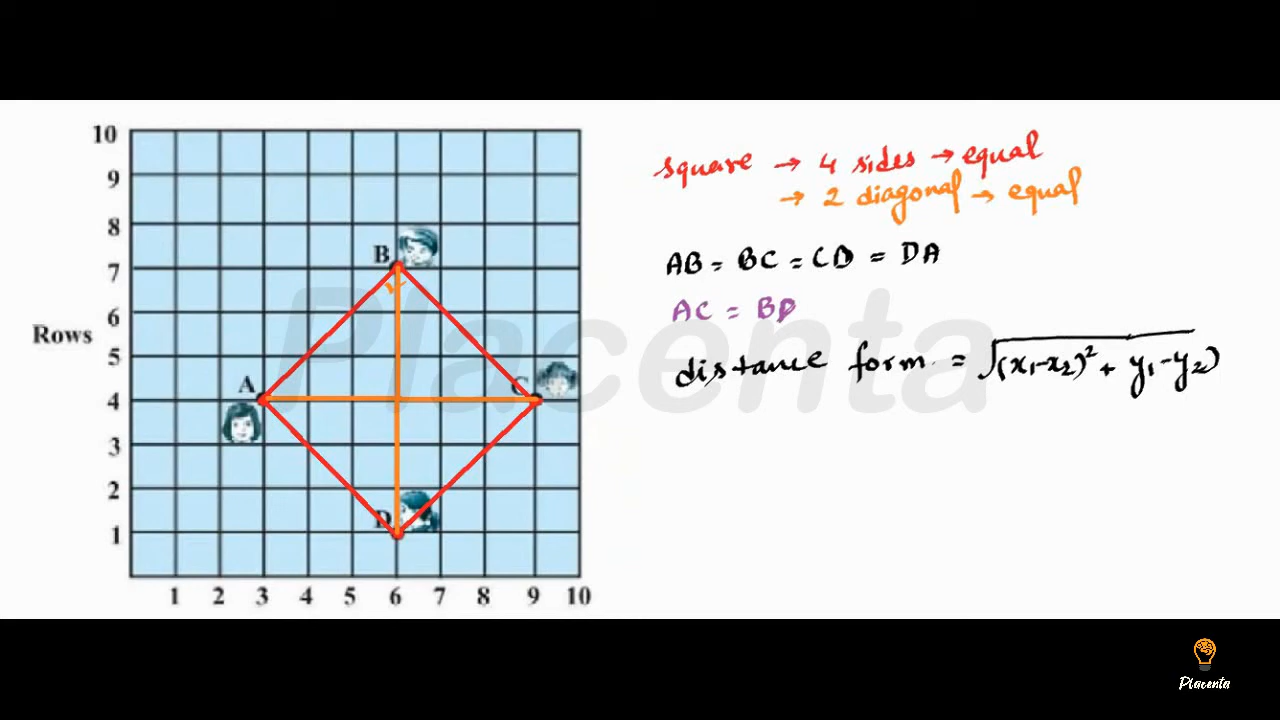 Placenta
10
9
8
7
6
5
4
3
2
1
Rows
B
A
C
D
1 2 3 4 5 6 7 8 9 10
square → 4 sides → equal
→ 2 diagonal → equal
AB = BC = CD = DA
AC = BD
distance form. = √(x₁-x₂)² + y₁-y₂)
Placenta